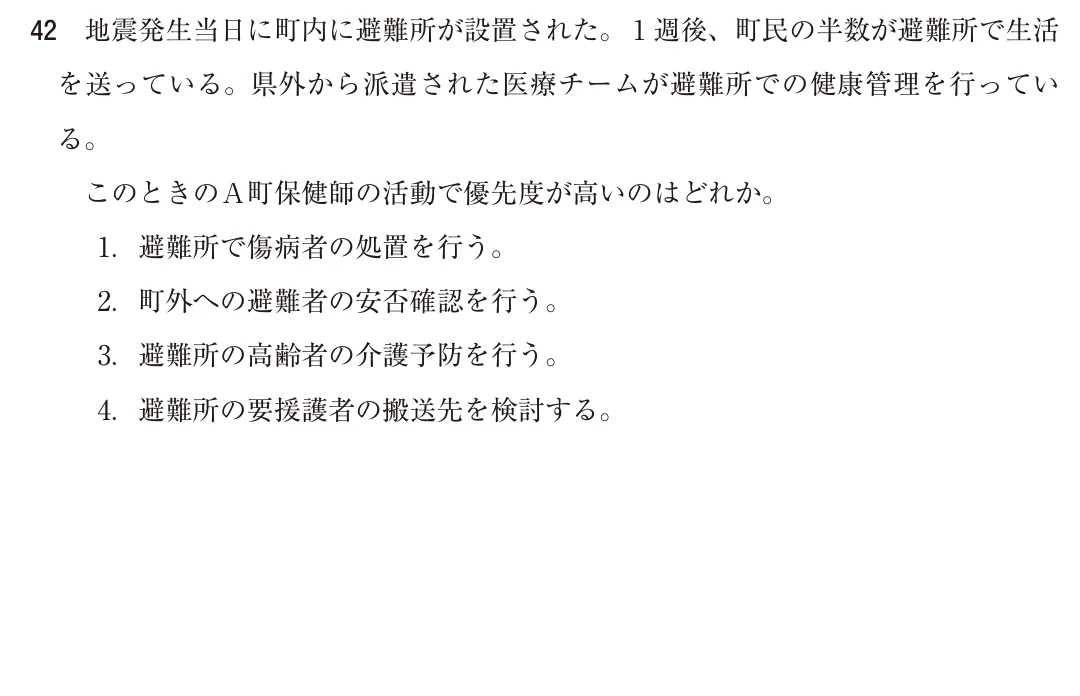 42 地震発生当日に町内に避難所が設置された。1週後、町民の半数が避難所で生活
を送っている。県外から派遣された医療チームが避難所での健康管理を行ってい
る。
このときのA町保健師の活動で優先度が高いのはどれか。
1. 避難所で傷病者の処置を行う。
2. 町外への避難者の安否確認を行う。
3. 避難所の高齢者の介護予防を行う。
4. 避難所の要援護者の搬送先を検討する。